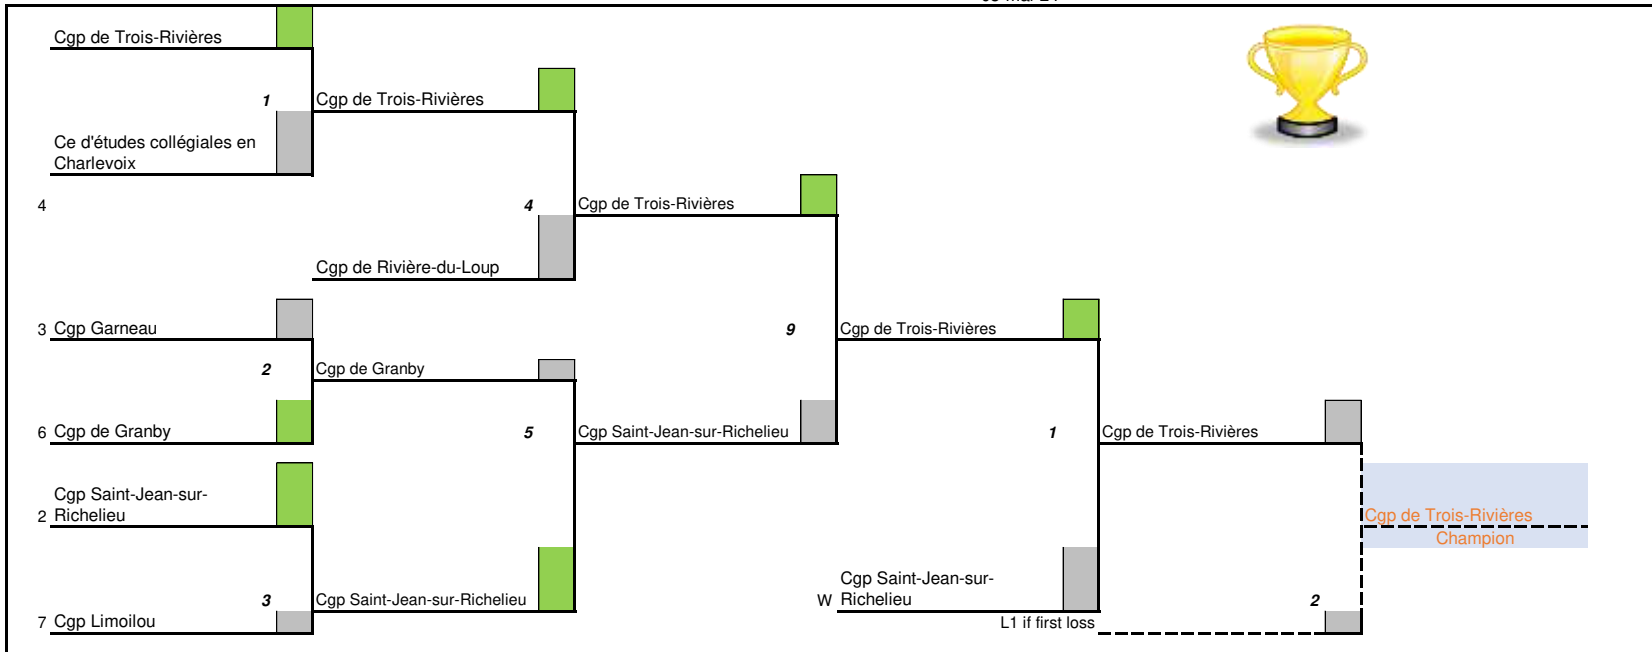 Cgp de Trois-Rivières
1
Cgp de Trois-Rivières
Ce d'études collégiales en
Charlevoix
4
4
Cgp de Trois-Rivières
Cgp de Rivière-du-Loup
3 Cgp Garneau
9
Cgp de Trois-Rivières
2
Cgp de Granby
6 Cgp de Granby
5
Cgp Saint-Jean-sur-Richelieu
1
Cgp de Trois-Rivières
Cgp Saint-Jean-sur-
2 Richelieu
Cgp de Trois-Rivières
Champion
3
Cgp Saint-Jean-sur-Richelieu
Cgp Saint-Jean-sur-
W Richelieu
2
7 Cgp Limoilou
L1 if first loss